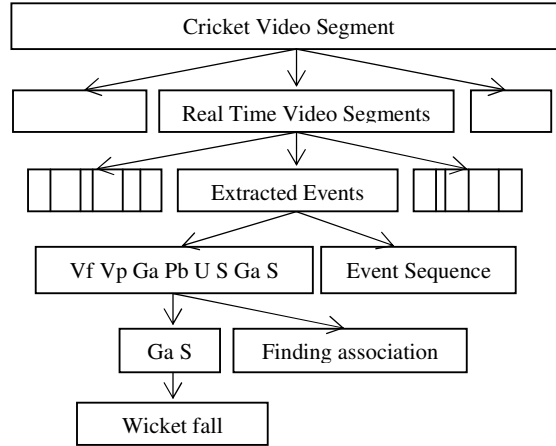 Cricket Video Segment
Real Time Video Segments
Extracted Events
Vf Vp Ga Pb U S Ga S
Event Sequence
Ga S
Finding association
Wicket fall